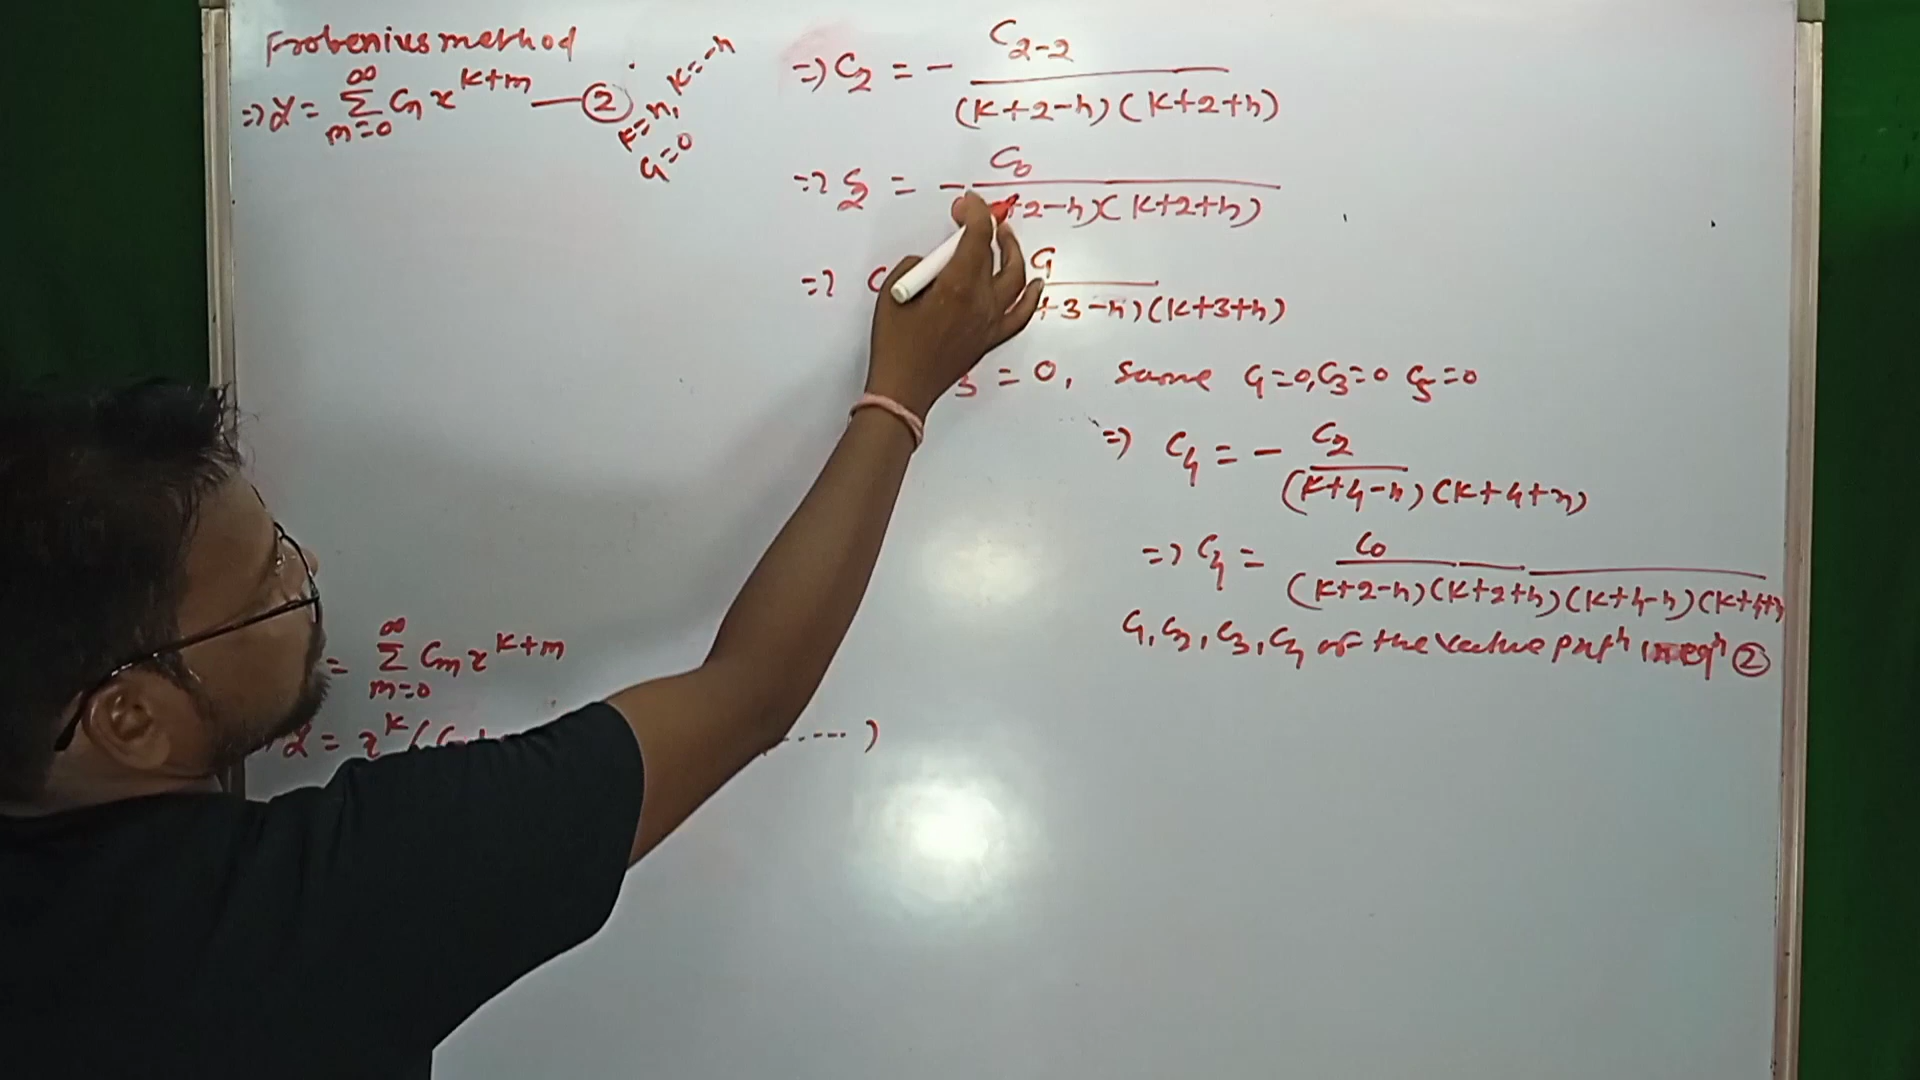 Frobenius method
=> y = ∞ Σ m=0 Cm x^k+m — ②
k=n, k=-n
C1=0
=> C2 = - C2-2 / (k+2-n)(k+2+n)
=> C2 = - C0 / +2-n)(k+2+n)
=> C C1 / +3-n)(k+3+n)
3 = 0, Same C1=0, C3=0 C5=0
=> C4 = - C2 / (k+4-n)(k+4+n)
=> C4 = C0 / (k+2-n)(k+2+n)(k+4-n)(k+4+n
C1, C2, C3, C4 of the value put in eqn ②
= ∞ Σ m=0 Cm x^k+m
y = x^k (C0+ ..... )